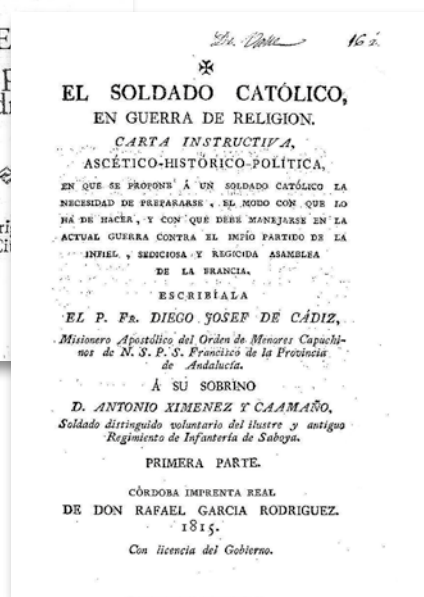 16
✠
EL SOLDADO CATÓLICO,
EN GUERRA DE RELIGION.
CARTA INSTRUCTIVA,
ASCÉTICO-HISTÓRICO-POLÍTICA,
EN QUE SE PROPONE Á UN SOLDADO CATÓLICO LA
NECESIDAD DE PREPARARSE, EL MODO CON QUE LO
HA DE HACER, Y CON QUE DEBE MANEJARSE EN LA
ACTUAL GUERRA CONTRA EL IMPÍO PARTIDO DE LA
INFIEL, SEDICIOSA Y REGICIDA ASAMBLEA
DE LA FRANCIA.
ESCRIBÍALA
EL P. FR. DIEGO JOSEF DE CÁDIZ,
Misionero Apostólico del Orden de Menores Capuchi-
nos de N. S. P. S. Francisco de la Provincia
de Andalucía.
Á SU SOBRINO
D. ANTONIO XIMENEZ Y CAAMAÑO,
Soldado distinguido voluntario del ilustre y antiguo
Regimiento de Infantería de Saboya.
PRIMERA PARTE.
CÓRDOBA IMPRENTA REAL
DE DON RAFAEL GARCIA RODRIGUEZ.
1815.
Con licencia del Gobierno.